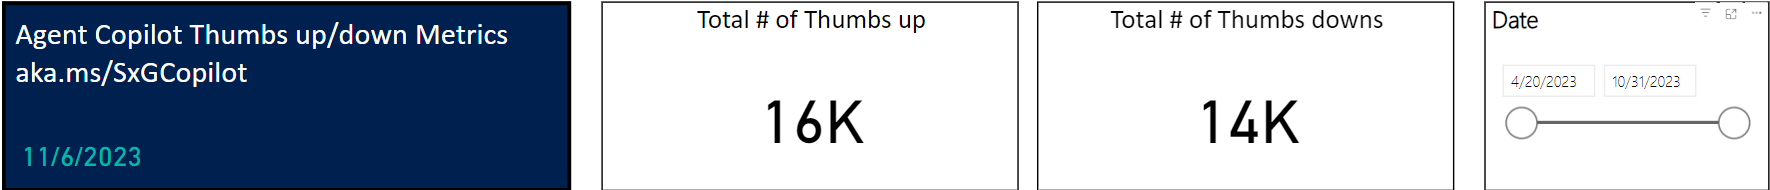 Agent Copilot Thumbs up/down Metrics
aka.ms/SxGCopilot
11/6/2023
Total # of Thumbs up
16K
Total # of Thumbs downs
14K
Date
4/20/2023
10/31/2023